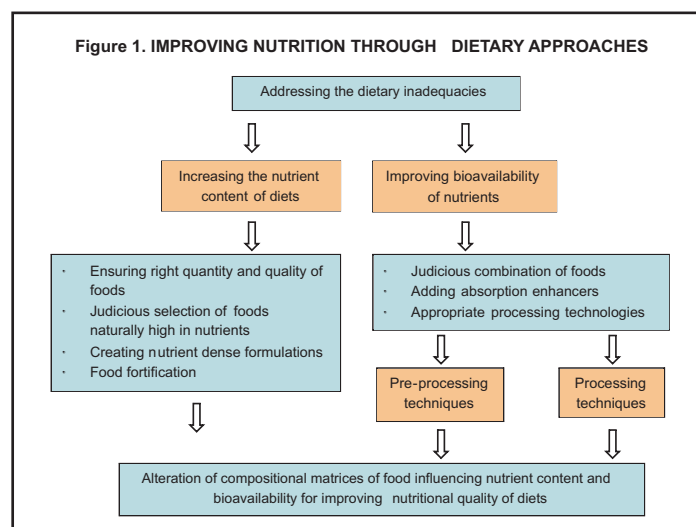 Figure 1. IMPROVING NUTRITION THROUGH DIETARY APPROACHES
Addressing the dietary inadequacies
Increasing the nutrient
content of diets
Improving bioavailability
of nutrients
· Ensuring right quantity and quality of
foods
· Judicious selection of foods
naturally high in nutrients
· Creating nutrient dense formulations
· Food fortification
· Judicious combination of foods
· Adding absorption enhancers
· Appropriate processing technologies
Pre-processing
techniques
Processing
techniques
Alteration of compositional matrices of food influencing nutrient content and
bioavailability for improving nutritional quality of diets